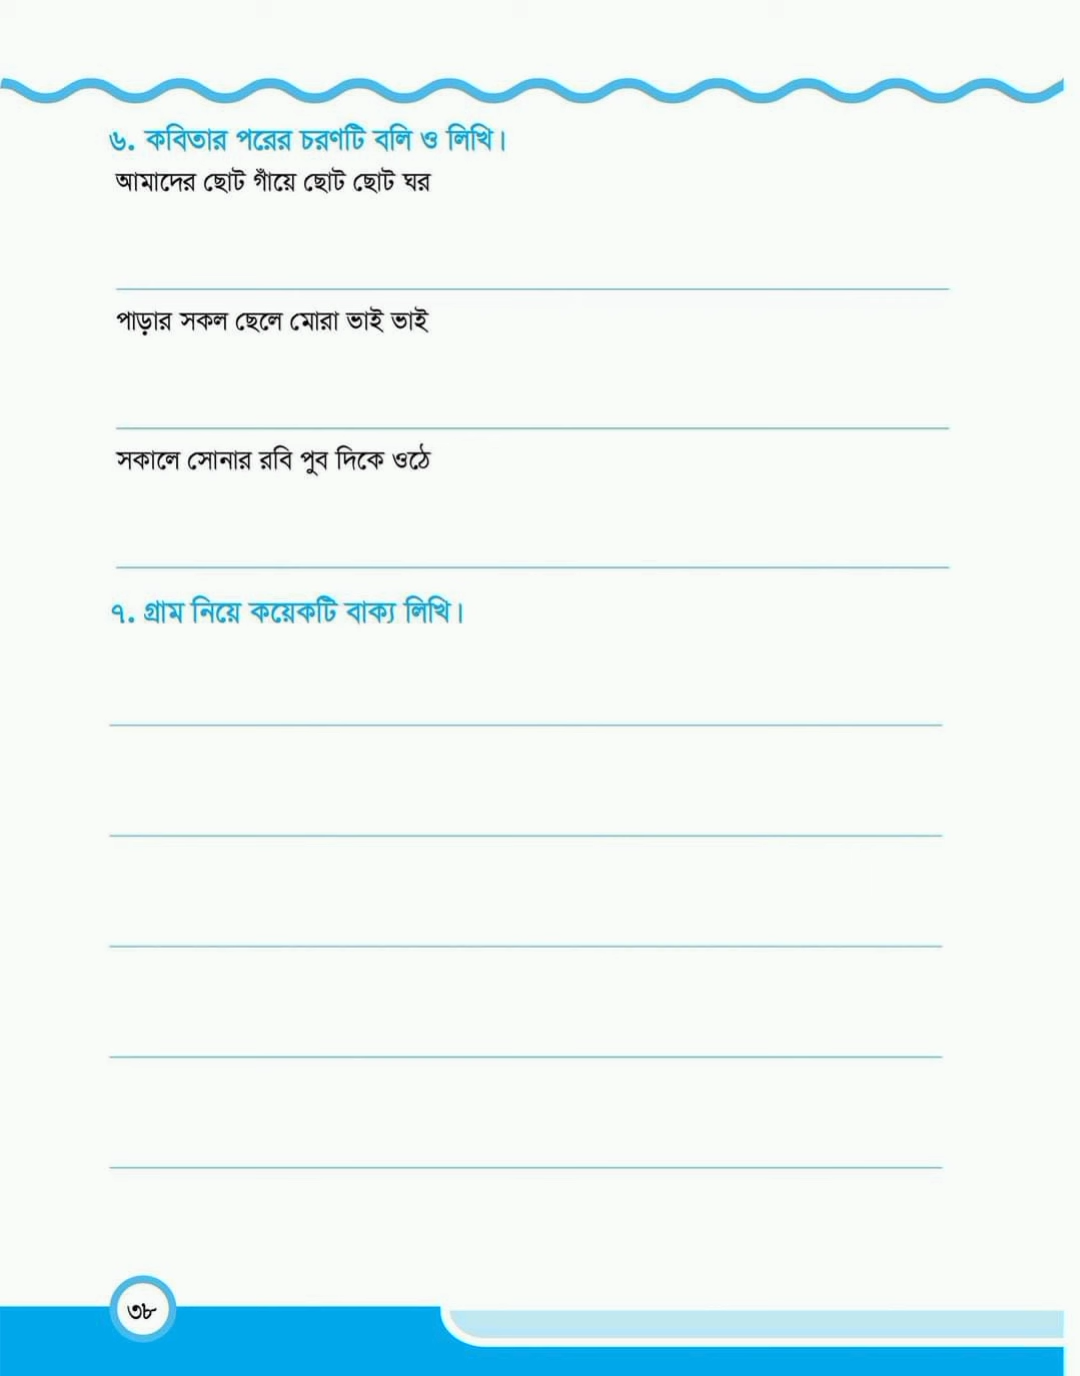 ৬. কবিতার পরের চরণটি বলি ও লিখি।
আমাদের ছোট গাঁয়ে ছোট ছোট ঘর
পাড়ার সকল ছেলে মোরা ভাই ভাই
সকালে সোনার রবি পুব দিকে ওঠে
৭. গ্রাম নিয়ে কয়েকটি বাক্য লিখি।
৩৮